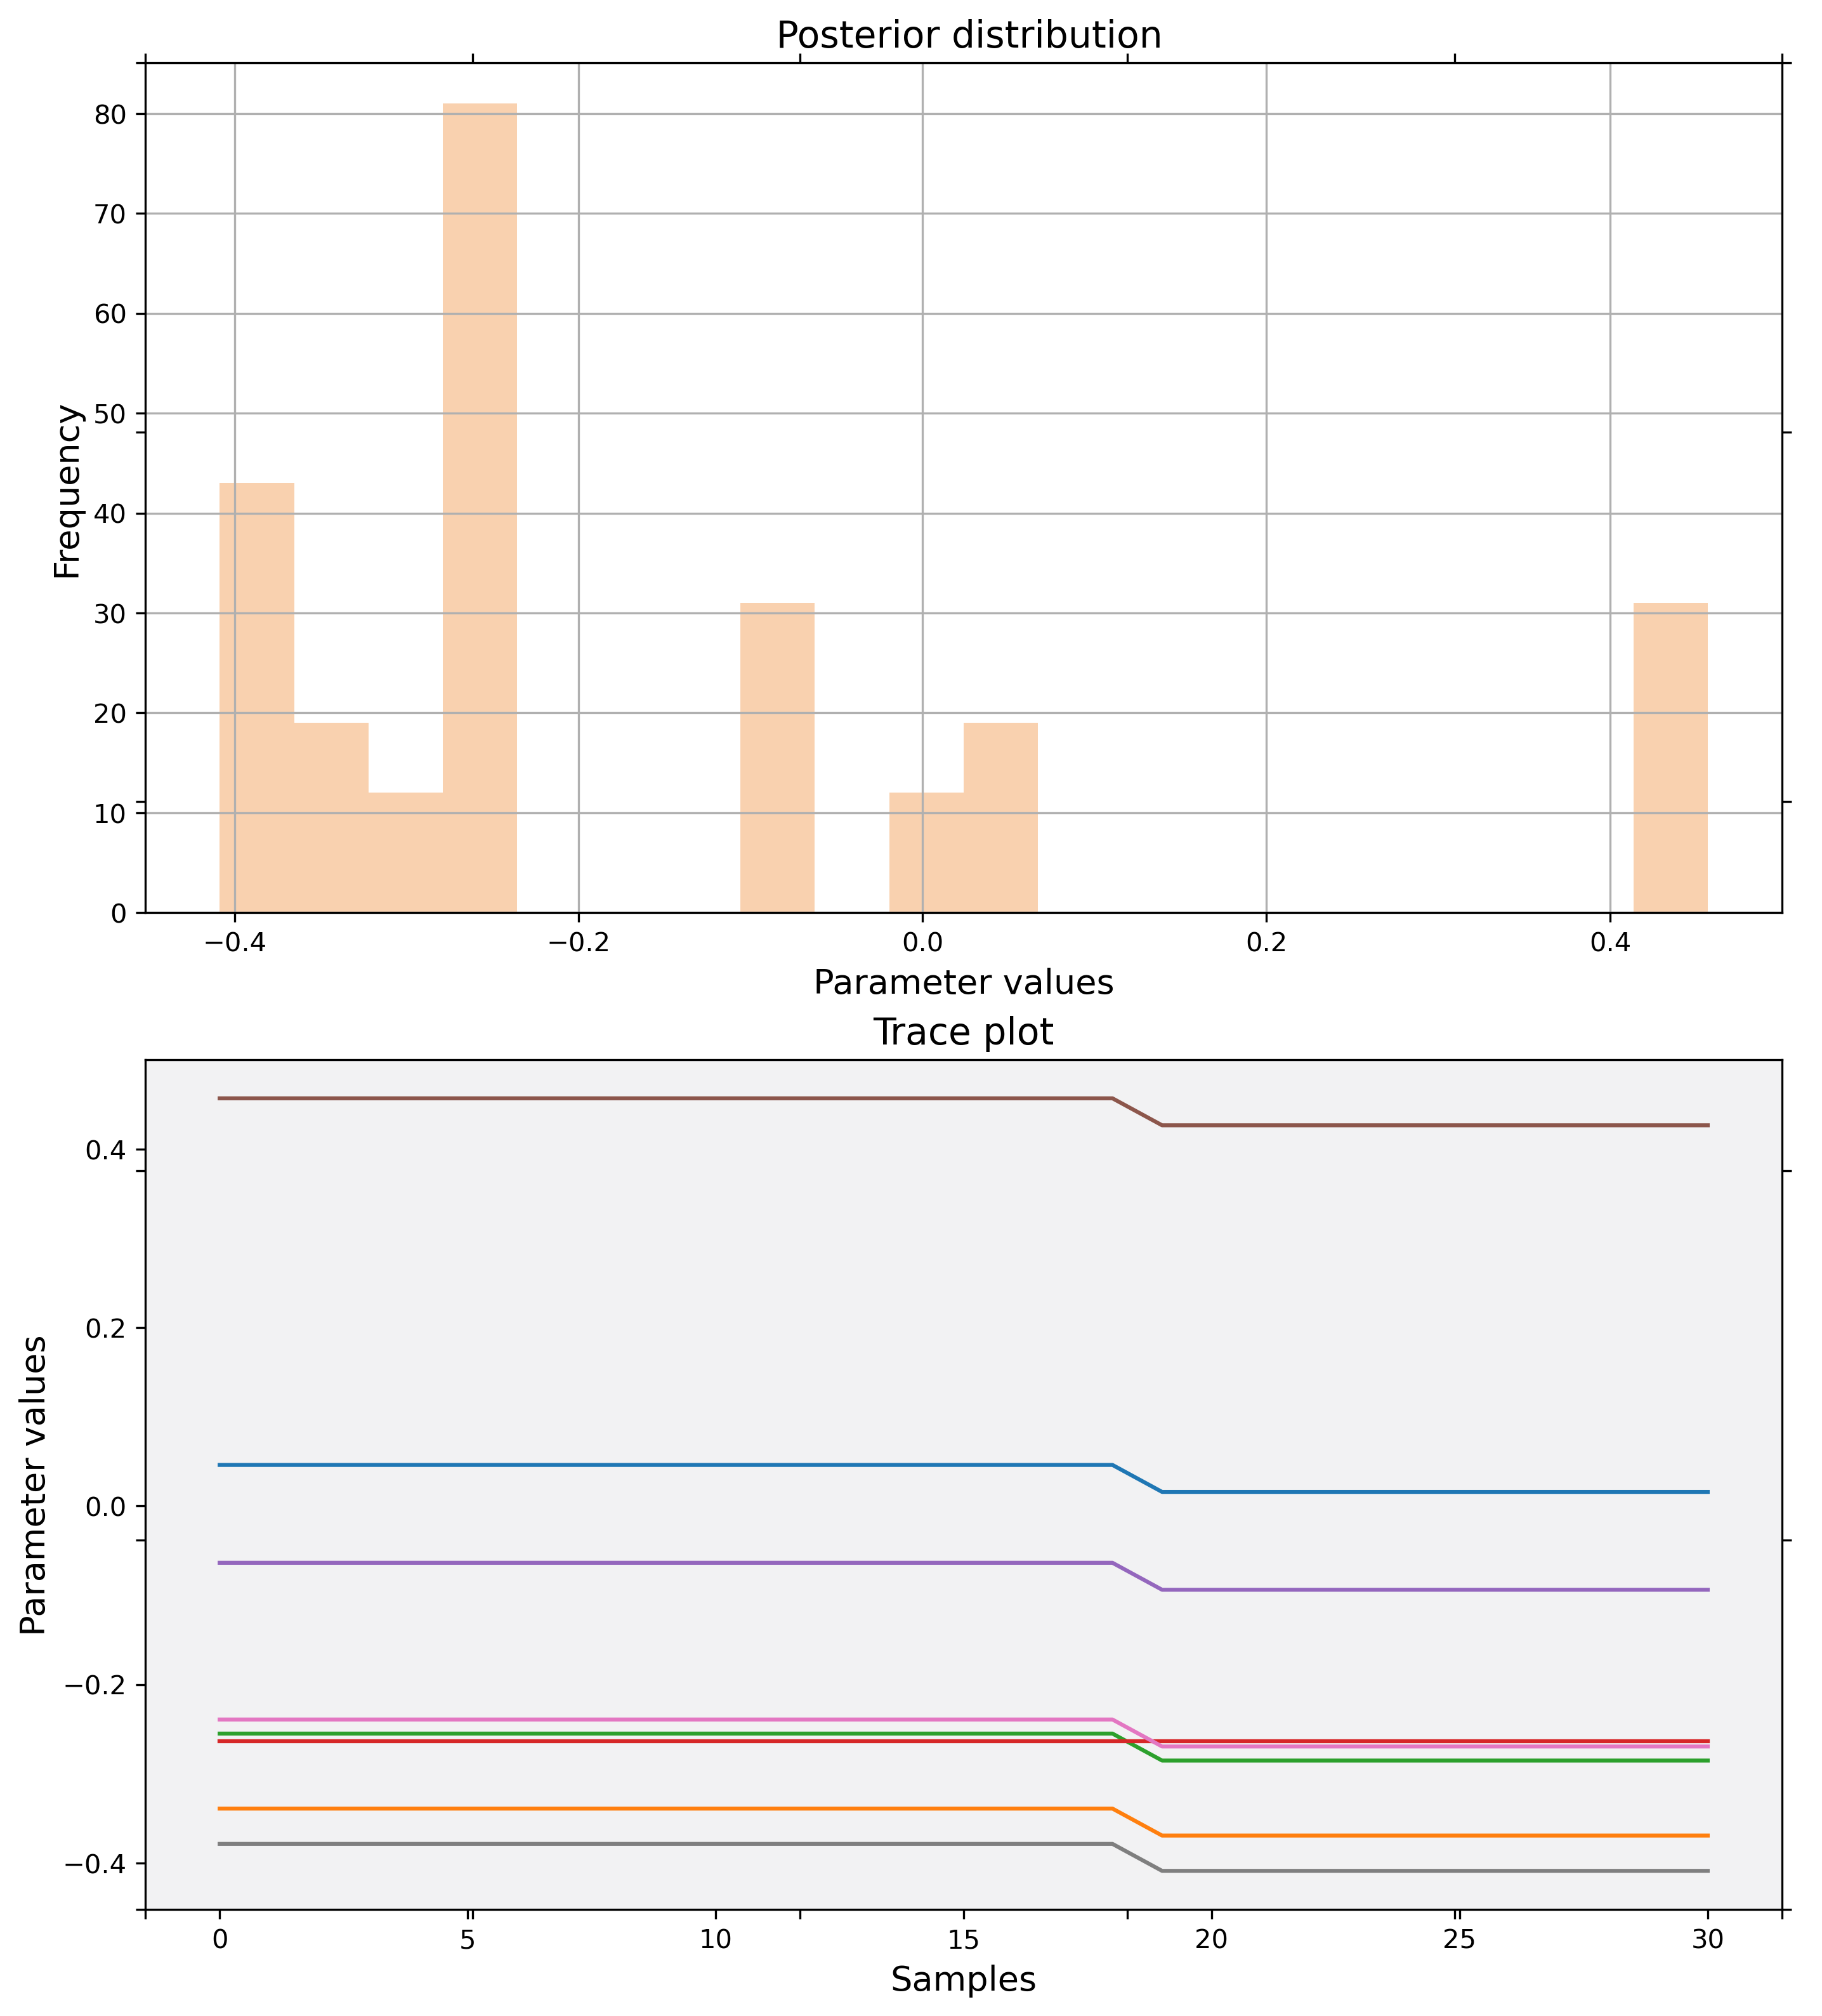 Posterior distribution
80
70
60
50
40
30
20
10
0
Frequency
−0.4 −0.2 0.0 0.2 0.4
Parameter values
Trace plot
0.4
0.2
0.0
−0.2
−0.4
Parameter values
0 5 10 15 20 25 30
Samples